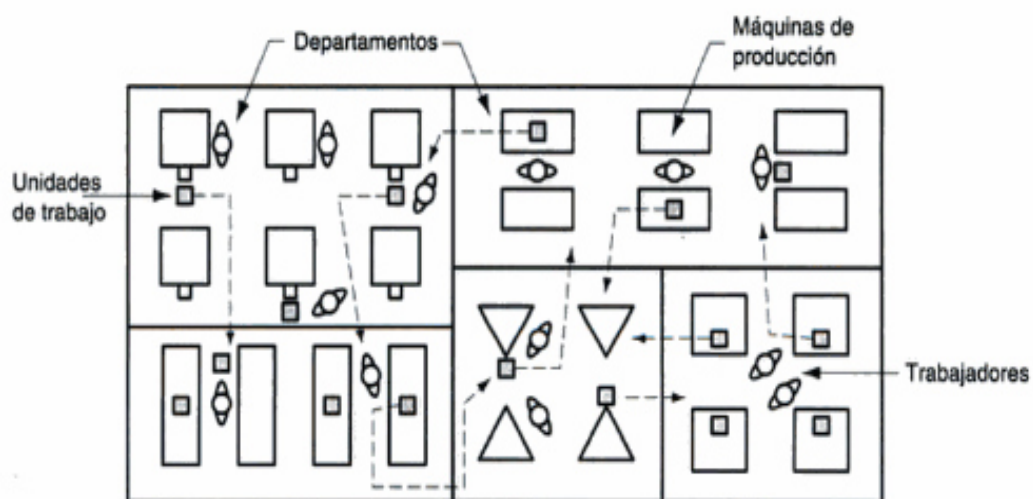 Departamentos
Máquinas de
producción
Unidades
de trabajo
Trabajadores